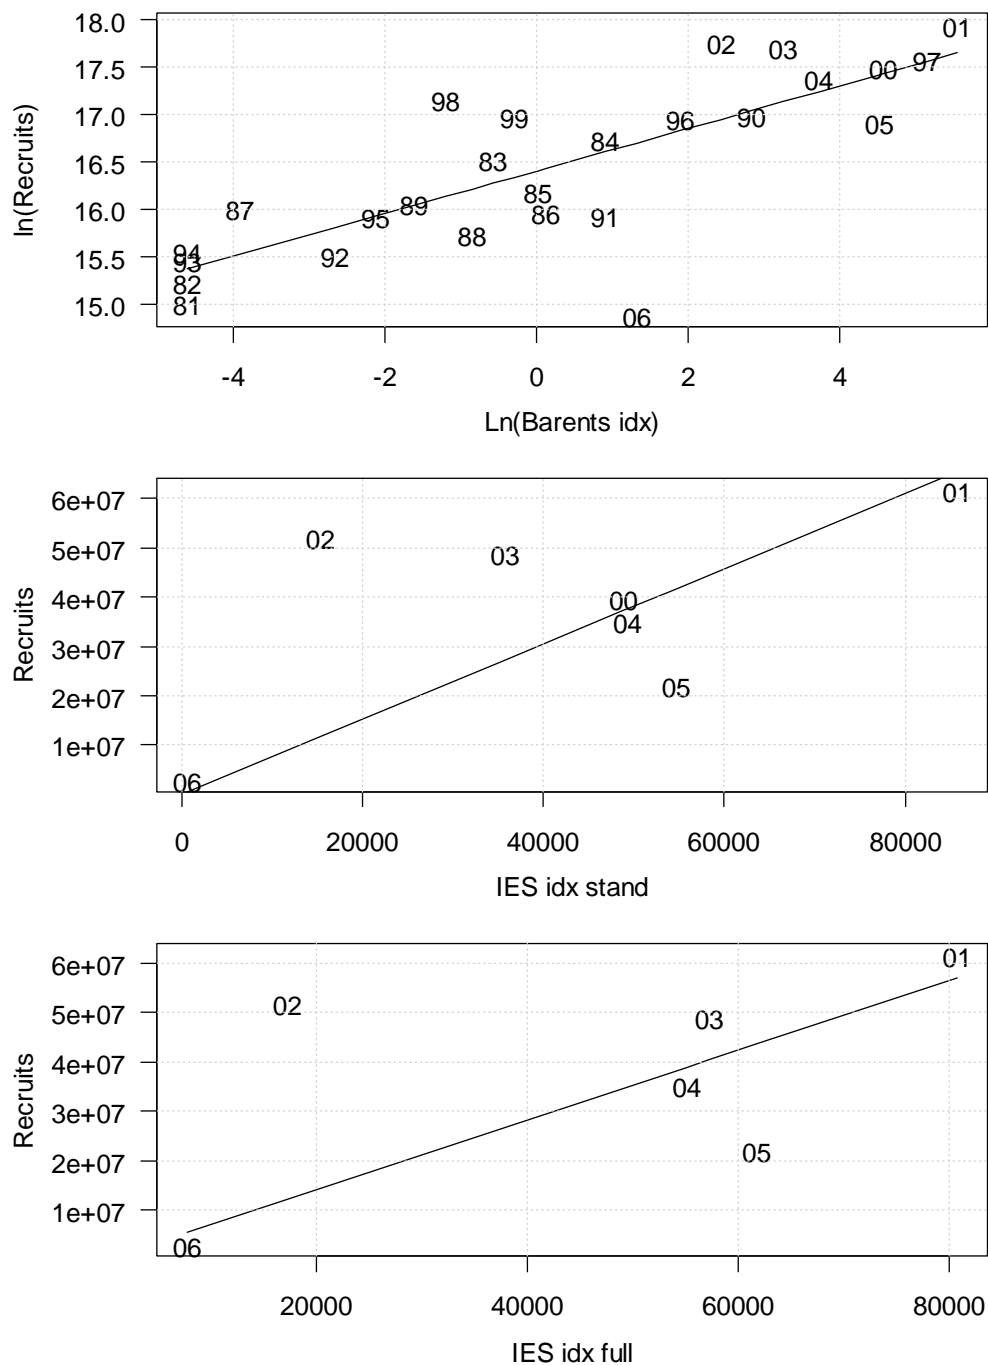 18.0
01
02 03
17.5
00 97
04
98
17.0
99 96 90
05
84
16.5
83
85
16.0
87 89
95 86 91
88
15.5
94
93
92
82
15.0
81
06
ln(Recruits)
-4 -2 0 2 4
Ln(Barents idx)
6e+07
01
5e+07
02
03
4e+07
00
04
3e+07
2e+07
05
1e+07
06
Recruits
0 20000 40000 60000 80000
IES idx stand
6e+07
01
5e+07
02
03
4e+07
04
3e+07
2e+07
05
1e+07
06
Recruits
20000 40000 60000 80000
IES idx full